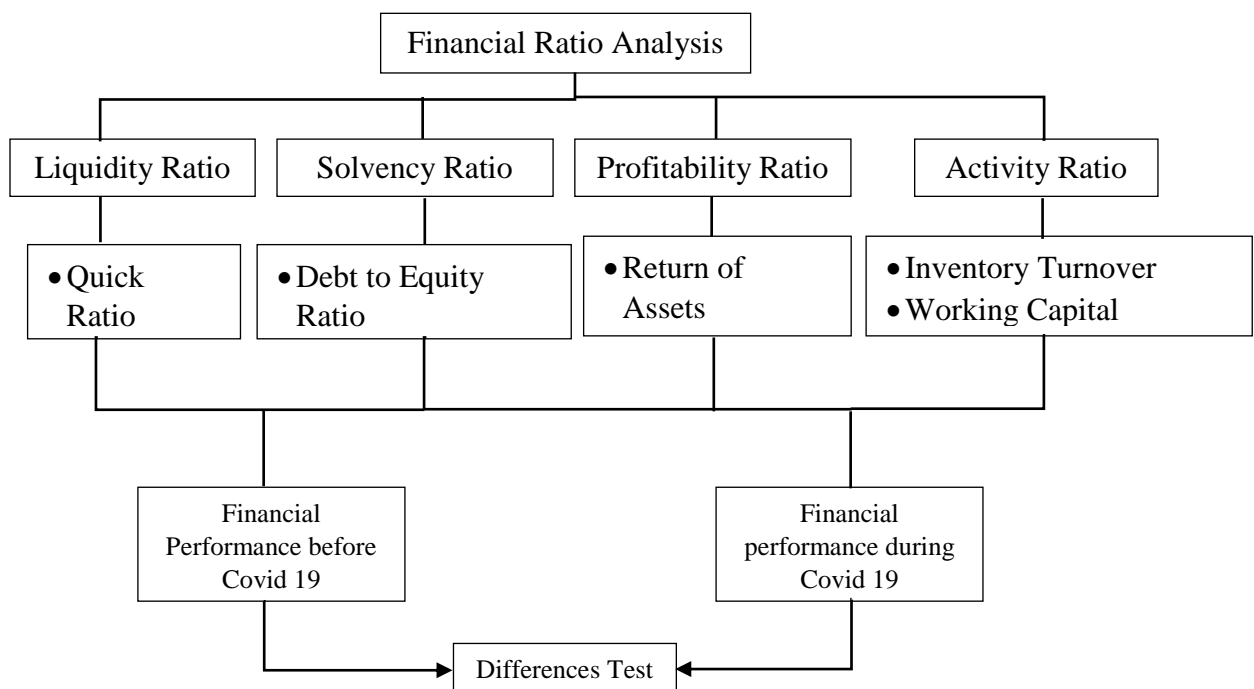 Financial Ratio Analysis
Liquidity Ratio
Solvency Ratio
Profitability Ratio
Activity Ratio
•Quick
Ratio
•Debt to Equity
Ratio
•Return of
Assets
•Inventory Turnover
•Working Capital
Financial
Performance before
Covid 19
Financial
performance during
Covid 19
Differences Test